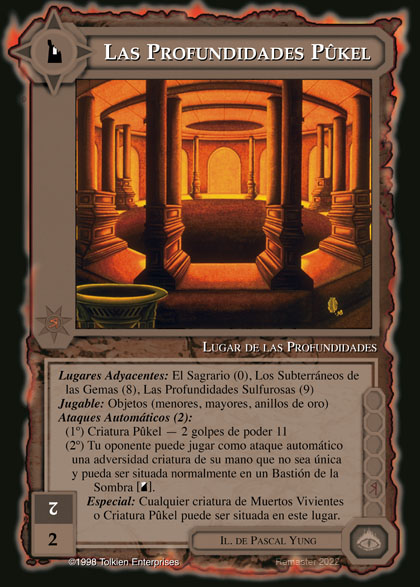 LAS PROFUNDIDADES PÛKEL
LUGAR DE LAS PROFUNDIDADES
Lugares Adyacentes: El Sagrario (0), Los Subterráneos de
las Gemas (8), Las Profundidades Sulfurosas (9)
Jugable: Objetos (menores, mayores, anillos de oro)
Ataques Automáticos (2):
(1º) Criatura Pûkel — 2 golpes de poder 11
(2º) Tu oponente puede jugar como ataque automático
una adversidad criatura de su mano que no sea única
y pueda ser situada normalmente en un Bastión de la
Sombra [].
Especial: Cualquier criatura de Muertos Vivientes
o Criatura Pûkel puede ser situada en este lugar.
2
2
IL. DE PASCAL YUNG
©1998 Tolkien Enterprises
Remaster 2022